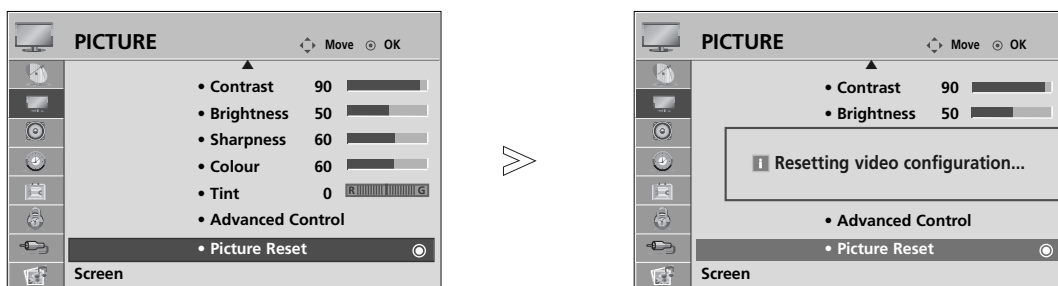 PICTURE Move OK
• Contrast 90
• Brightness 50
• Sharpness 60
• Colour 60
• Tint 0 R G
• Advanced Control
• Picture Reset
Screen
PICTURE Move OK
• Contrast 90
• Brightness 50
i Resetting video configuration...
• Advanced Control
• Picture Reset
Screen